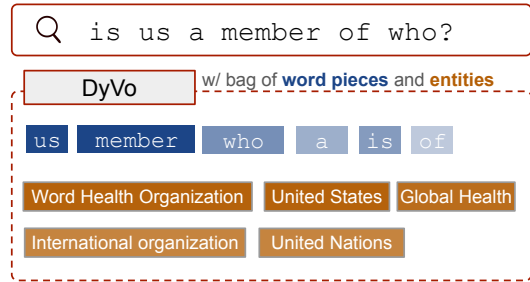 is us a member of who?
DyVo w/ bag of word pieces and entities
us member who a is of
Word Health Organization United States Global Health
International organization United Nations